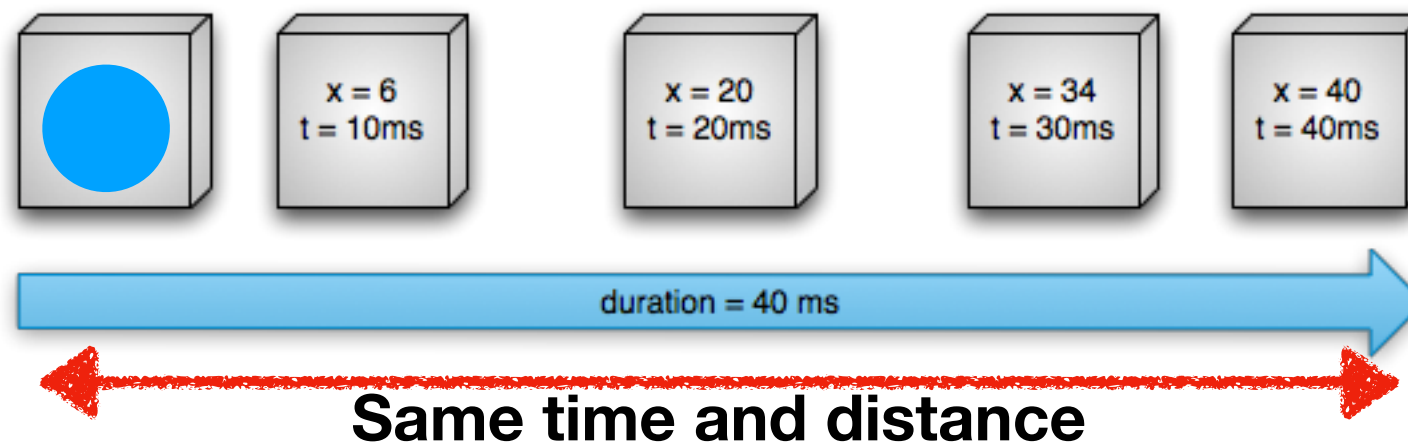 x = 6
t = 10ms
x = 20
t = 20ms
x = 34
t = 30ms
x = 40
t = 40ms
duration = 40 ms
Same time and distance